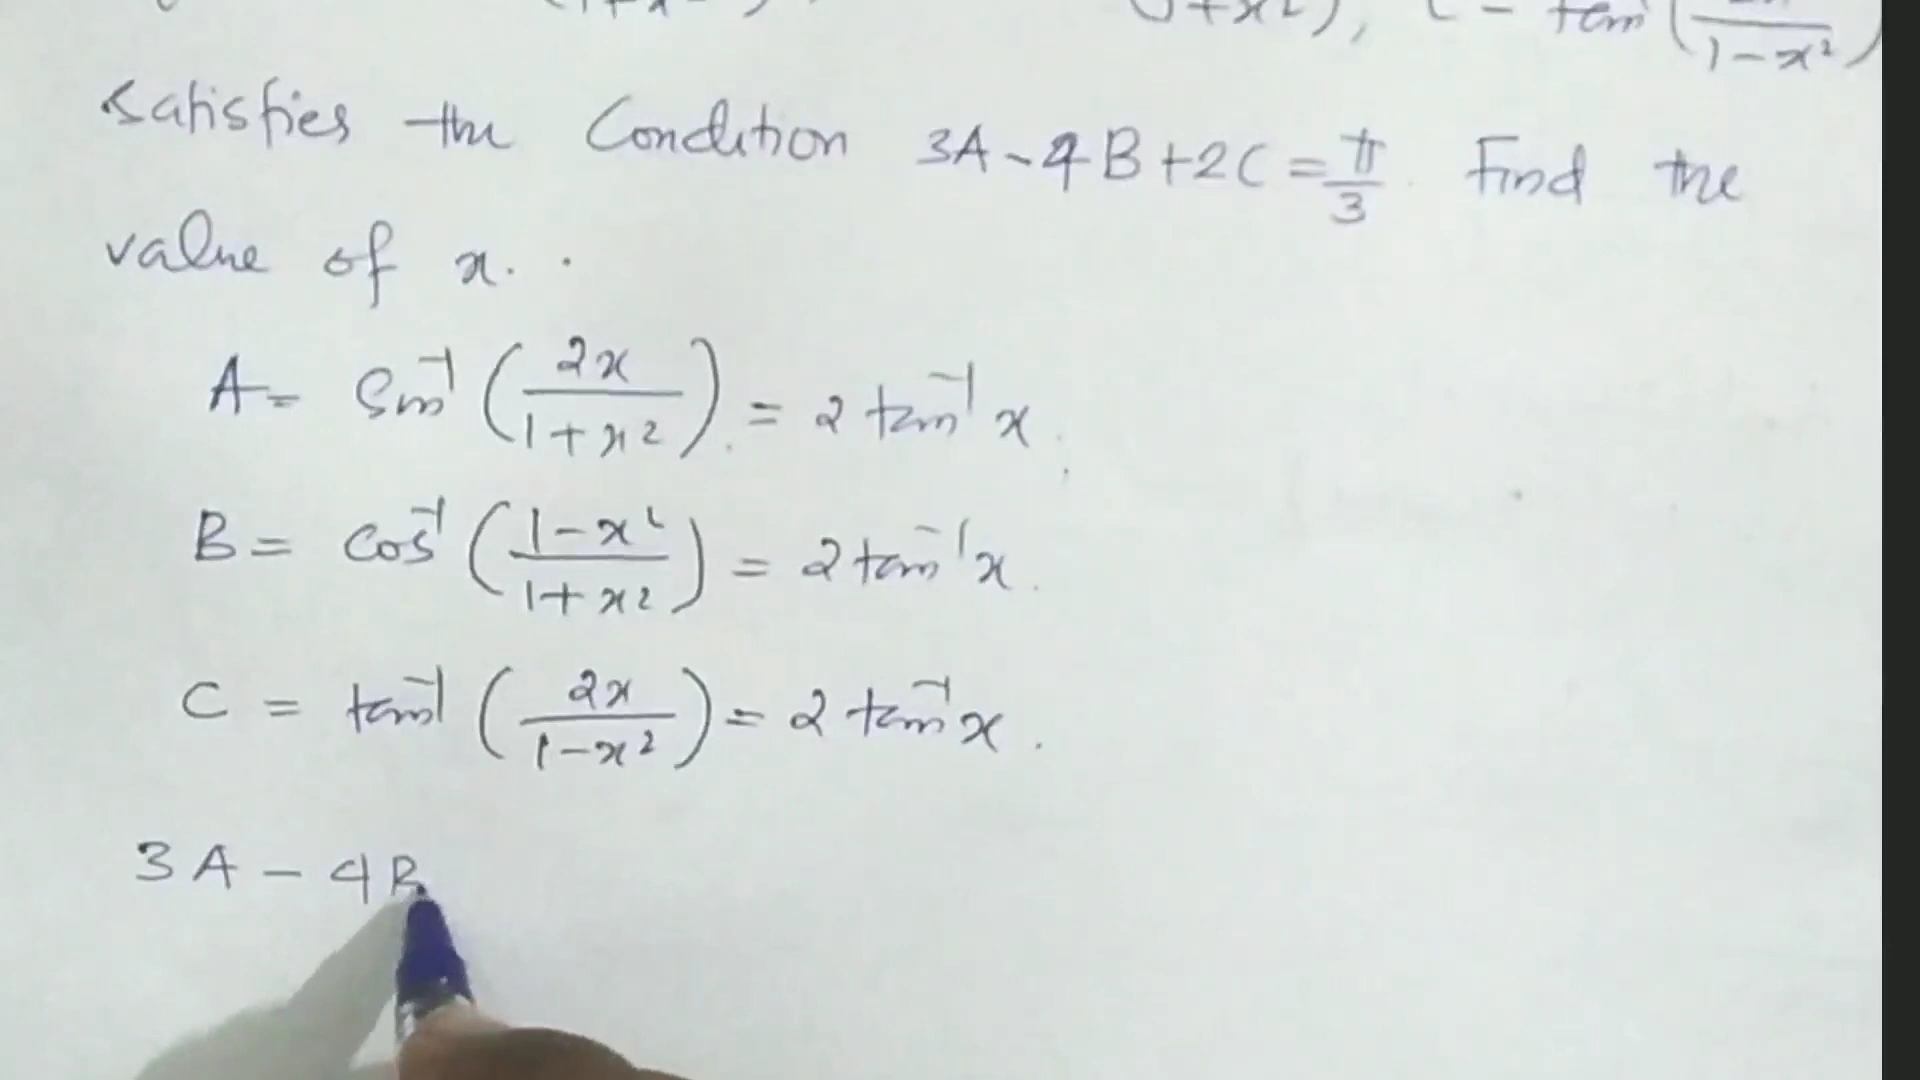 1-x²
satisfies the Condition 3A-4B+2C=π/3. Find the
value of x.
A= Sin⁻¹ (2x/1+x²) = 2 tan⁻¹ x
B= Cos⁻¹ (1-x²/1+x²) = 2 tan⁻¹ x.
C = tan⁻¹ (2x/1-x²) = 2 tan⁻¹ x.
3A - 4B